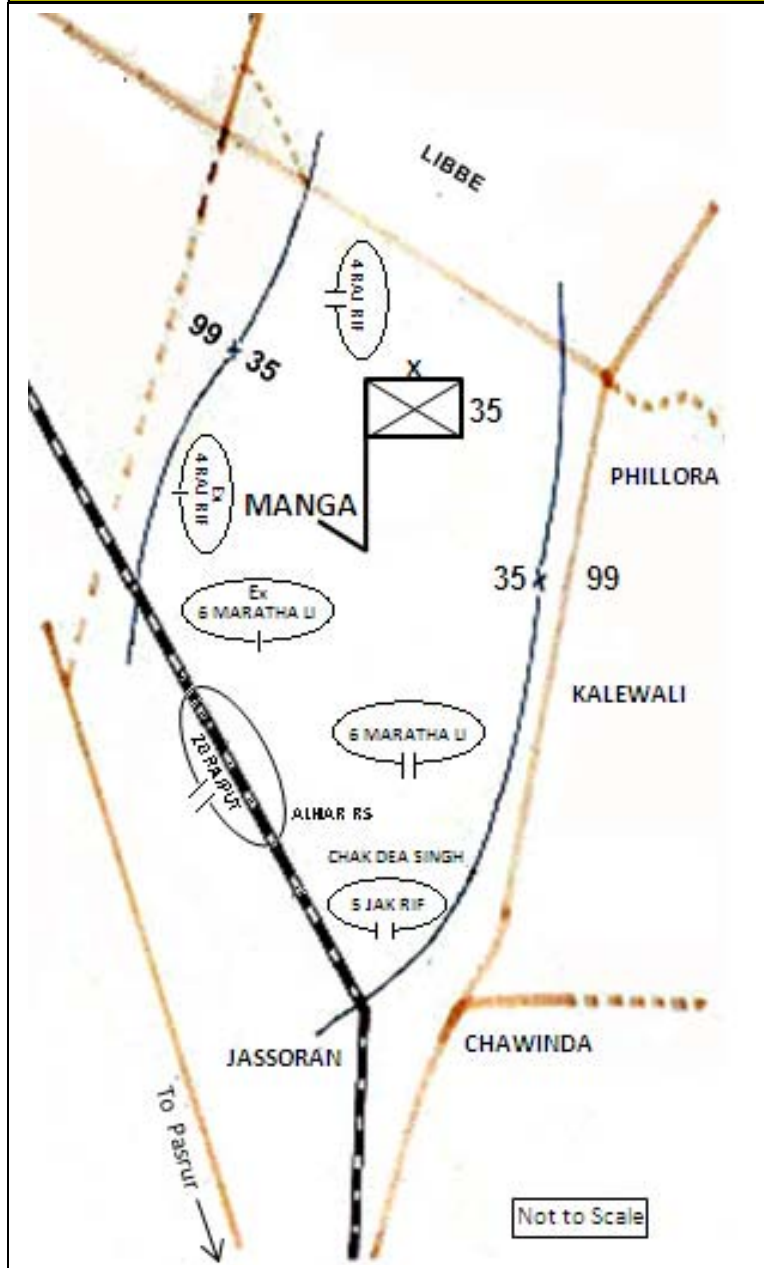 LIBBE
4 RAJ RIF
99 x 35
X
35
PHILLORA
Ex
4 RAJ RIF
MANGA
35 x 99
Ex
6 MARATHA LI
KALEWALI
6 MARATHA LI
20 RAJPUT
ALHAR RS
CHAK DEA SINGH
5 JAK RIF
JASSORAN
CHAWINDA
To Pasrur
Not to Scale